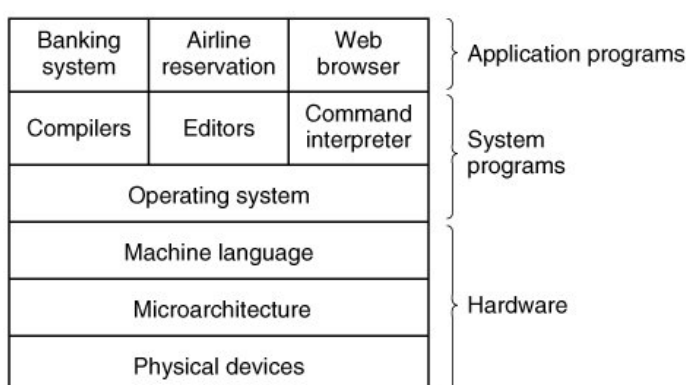 Banking system
Airline reservation
Web browser
Application programs
Compilers
Editors
Command interpreter
System programs
Operating system
Machine language
Microarchitecture
Hardware
Physical devices